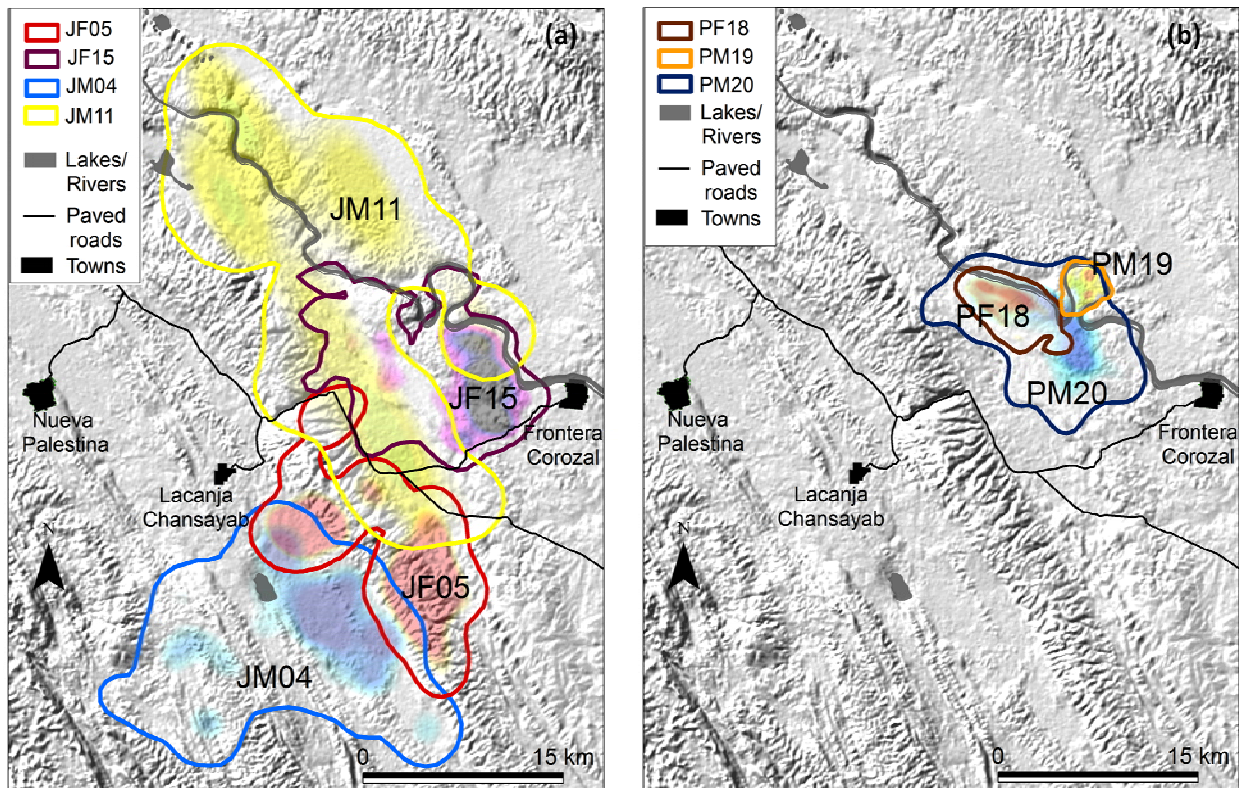 (a)
JF05
JF15
JM04
JM11
Lakes/
Rivers
Paved
roads
Towns
JM11
JF15
Nueva
Palestina
Frontera
Corozal
Lacanja
Chansayab
N
JF05
JM04
0
15 km
(b)
PF18
PM19
PM20
Lakes/
Rivers
Paved
roads
Towns
PM19
PF18
PM20
Nueva
Palestina
Frontera
Corozal
Lacanja
Chansayab
N
0
15 km